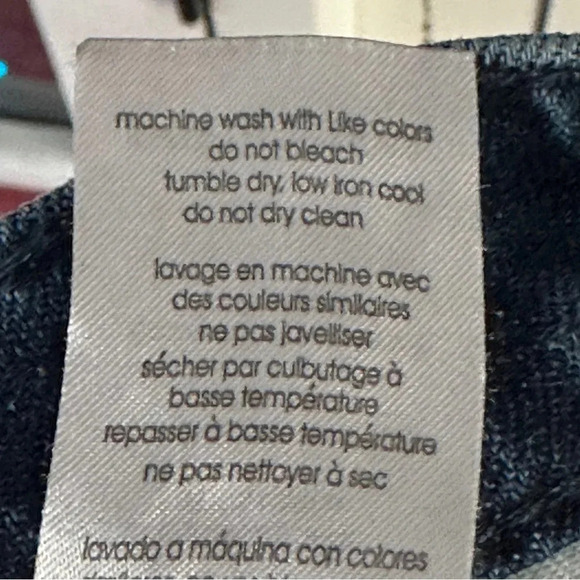 machine wash with Like colors
do not bleach
tumble dry, low iron cool
do not dry clean
lavage en machine avec
des couleurs similaires
ne pas javelliser
sécher par culbutage à
basse température
repasser à basse température
ne pas nettoyer à sec
lavado a máquina con colores